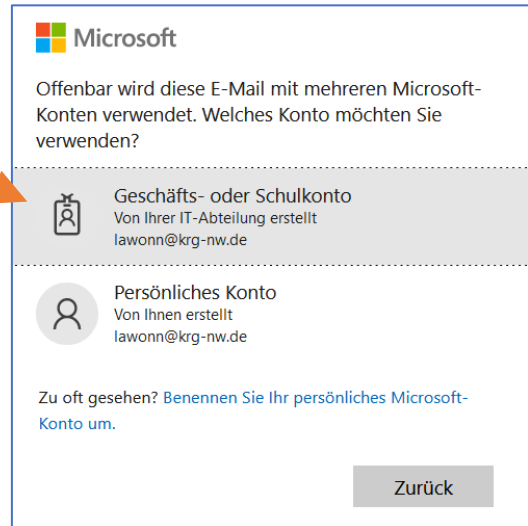 Microsoft
Offenbar wird diese E-Mail mit mehreren Microsoft-
Konten verwendet. Welches Konto möchten Sie
verwenden?
Geschäfts- oder Schulkonto
Von Ihrer IT-Abteilung erstellt
lawonn@krg-nw.de
Persönliches Konto
Von Ihnen erstellt
lawonn@krg-nw.de
Zu oft gesehen? Benennen Sie Ihr persönliches Microsoft-
Konto um.
Zurück